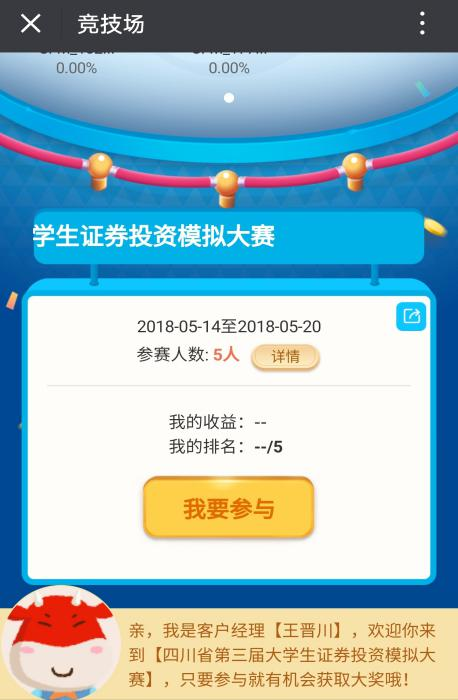 竞技场
0.00%
0.00%
学生证券投资模拟大赛
2018-05-14至2018-05-20
参赛人数: 5人
详情
我的收益: --
我的排名: --/5
我要参与
亲，我是客户经理【王晋川】，欢迎你来
到【四川省第三届大学生证券投资模拟大
赛】，只要参与就有机会获取大奖哦！